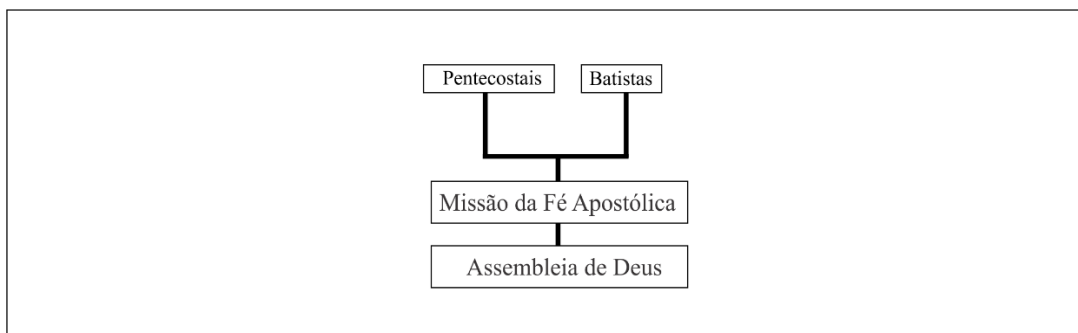 Pentecostais
Batistas
Missão da Fé Apostólica
Assembleia de Deus